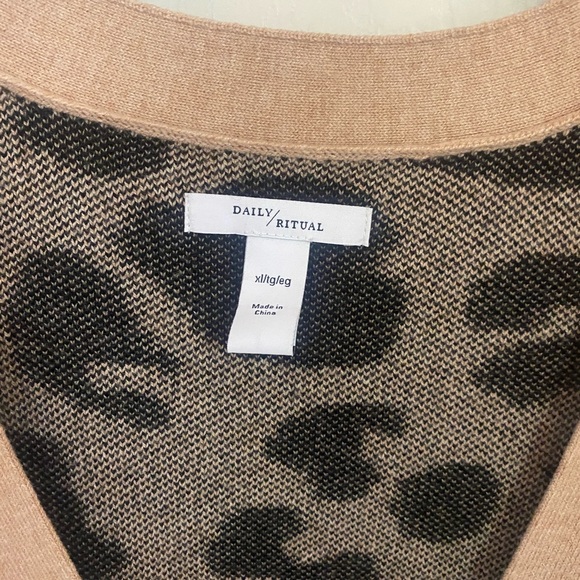 DAILY/
RITUAL
xl/tg/eg
Made in
China